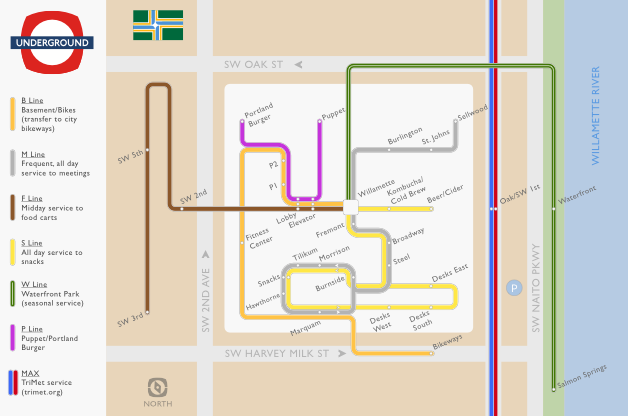 UNDERGROUND
B Line
Basement/Bikes
(transfer to city
bikeways)
M Line
Frequent, all day
service to meetings
F Line
Midday service to
food carts
S Line
All day service to
snacks
W Line
Waterfront Park
(seasonal service)
P Line
Puppet/Portland
Burger
MAX
TriMet service
(trimet.org)
SW OAK ST
Portland
Burger
Puppet
Sellwood
Burlington
St. Johns
WILLAMETTE RIVER
SW 5th
P2
P1
SW 2nd
Willamette
Kombucha/
Cold Brew
Beer/Cider
Oak/SW 1st
Waterfront
Lobby
Elevator
Fremont
Fitness
Center
Broadway
Steel
Tilikum
Morrison
Snacks
Burnside
Desks East
Hawthorne
SW 2ND AVE
SW NAITO PKWY
P
SW 3rd
Marquam
Desks
West
Desks
South
SW HARVEY MILK ST
Bikeways
Salmon Springs
NORTH